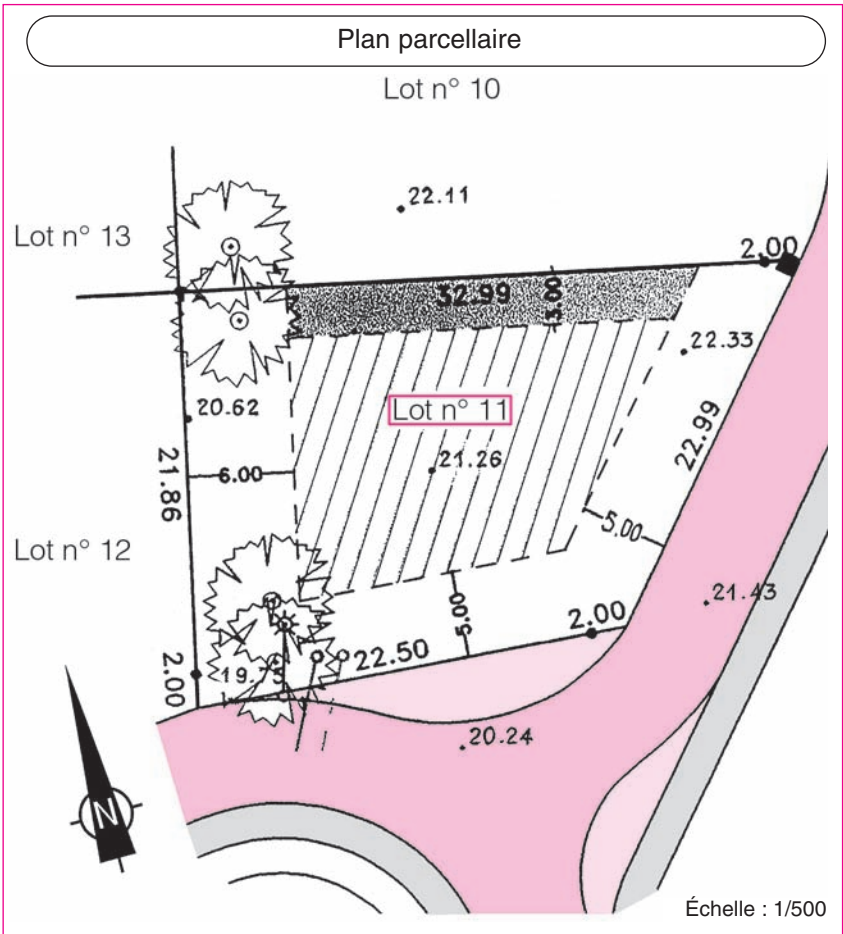 Plan parcellaire
Lot n° 10
22.11
Lot n° 13
2.00
32.99
3.00
22.33
20.62
Lot n° 11
22.99
21.26
21.86
6.00
5.00
Lot n° 12
21.43
5.00
2.00
22.50
2.00
19.73
20.24
N
Échelle : 1/500